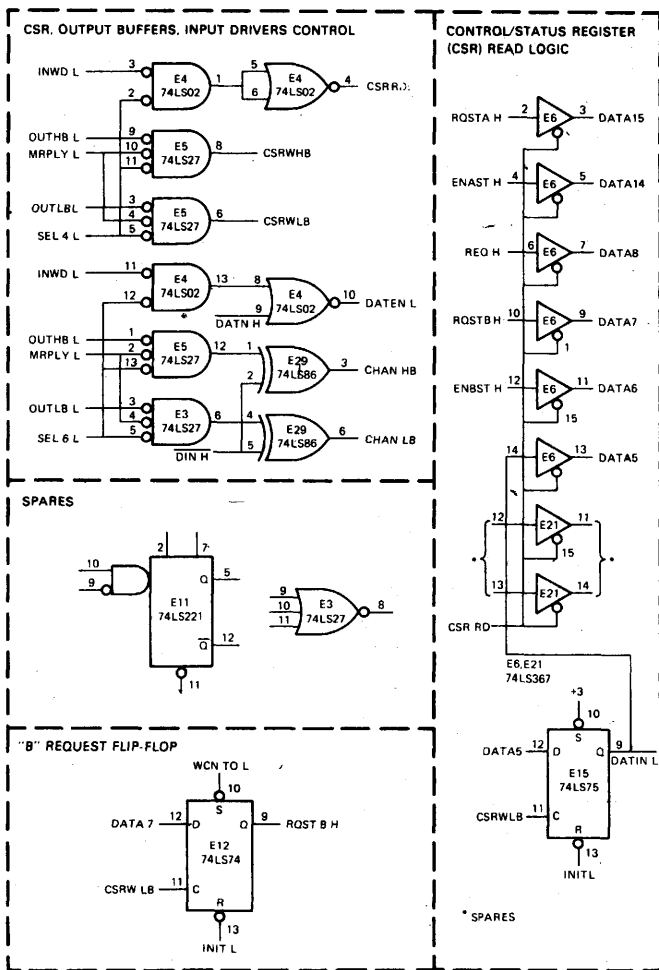 CSR, OUTPUT BUFFERS, INPUT DRIVERS CONTROL
INWD L
3
2
E4
74LS02
1
5
6
E4
74LS02
4
OUTHB L
MRPLY L
9
10
11
E5
74LS27
8
CSRWHB
OUTLBL
SEL 4 L
3
4
5
E5
74LS27
6
CSRWLB
INWD L
11
12
E4
74LS02
13
8
9
DATN H
E4
74LS02
10
DATEN L
OUTHB L
MRPLY L
1
2
13
E5
74LS27
12
1
2
E29
74LS86
3
CHAN HB
OUTLB L
SEL 6 L
3
4
5
E3
74LS27
6
4
5
DIN H
E29
74LS86
6
CHAN LB
SPARES
10
9
2
7
E11
74LS221
Q
5
Q
12
11
9
10
11
E3
74LS27
8
"B" REQUEST FLIP-FLOP
WCN TO L
10
S
DATA 7
12
D
Q
9
RQST B H
E12
74LS74
CSRW LB
11
C
R
13
INIT L
CONTROL/STATUS REGISTER
(CSR) READ LOGIC
RQSTA H
2
E6
3
DATA15
ENAST H
4
E6
5
DATA14
REQ H
6
E6
7
DATA8
RQSTB H
10
E6
9
DATA7
1
ENBST H
12
E6
11
DATA6
15
14
E6
13
DATA5
12
E21
11
15
*
*
13
E21
14
CSR RD
E6,E21
74LS367
+3
10
S
DATA5
12
D
Q
9
DATIN L
E15
74LS75
CSRWLB
11
C
R
13
INITL
* SPARES